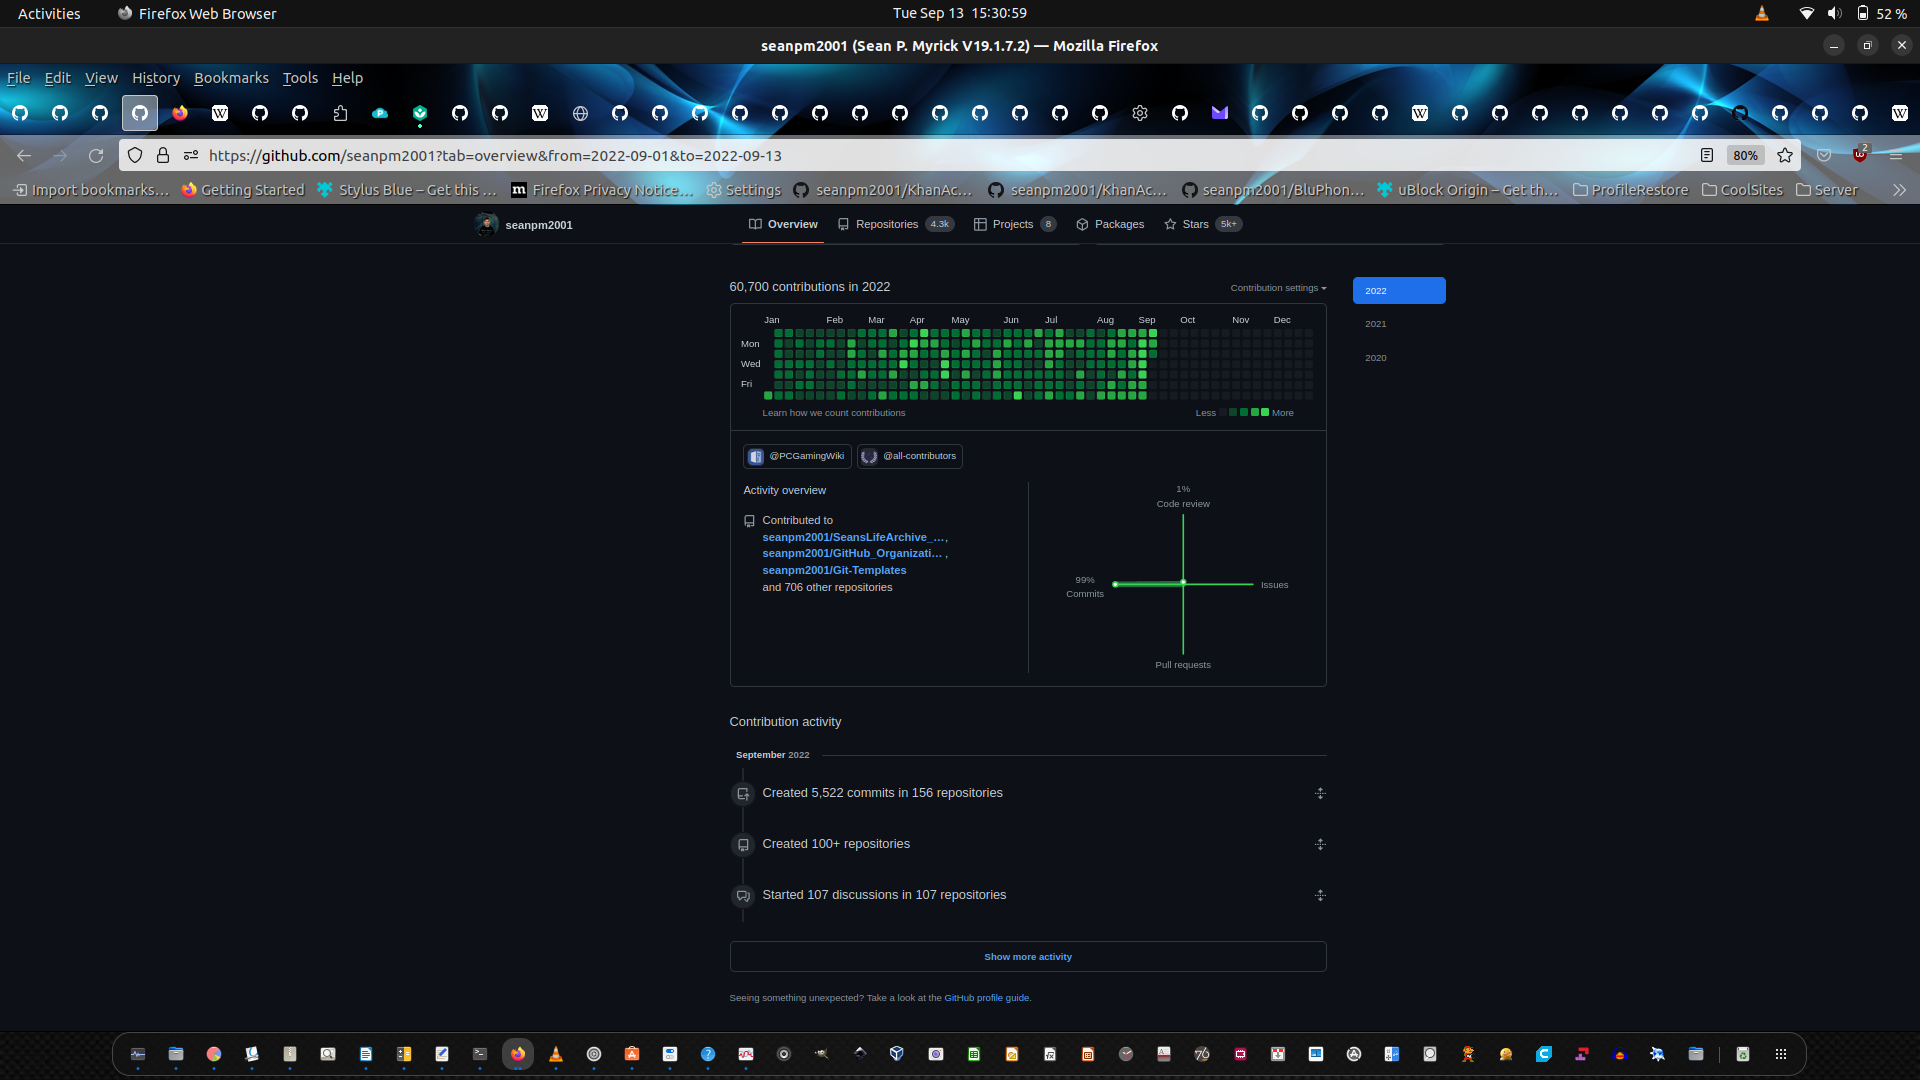 Activities Firefox Web Browser Tue Sep 13 15:30:59 52 %
seanpm2001 (Sean P. Myrick V19.1.7.2) — Mozilla Firefox
File Edit View History Bookmarks Tools Help
https://github.com/seanpm2001?tab=overview&from=2022-09-01&to=2022-09-13 80% 2
Import bookmarks… Getting Started Stylus Blue – Get this … Firefox Privacy Notice… Settings seanpm2001/KhanAc… seanpm2001/KhanAc… seanpm2001/BluPhon… uBlock Origin – Get th… ProfileRestore CoolSites Server
seanpm2001 Overview Repositories 4.3k Projects 8 Packages Stars 5k+
60,700 contributions in 2022 Contribution settings
2022
2021
2020
Jan Feb Mar Apr May Jun Jul Aug Sep Oct Nov Dec
Mon
Wed
Fri
Learn how we count contributions Less More
@PCGamingWiki @all-contributors
Activity overview
Contributed to
seanpm2001/SeansLifeArchive_…,
seanpm2001/GitHub_Organizati… ,
seanpm2001/Git-Templates
and 706 other repositories
1%
Code review
99%
Commits
Issues
Pull requests
Contribution activity
September 2022
Created 5,522 commits in 156 repositories
Created 100+ repositories
Started 107 discussions in 107 repositories
Show more activity
Seeing something unexpected? Take a look at the GitHub profile guide.